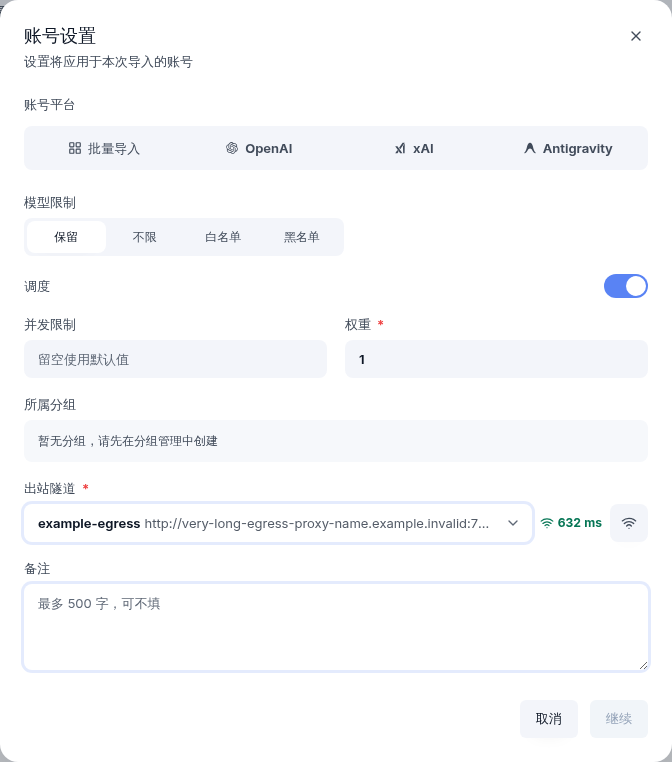 账号设置
设置将应用于本次导入的账号
账号平台
批量导入 OpenAI xAI Antigravity
模型限制
保留 不限 白名单 黑名单
调度
并发限制 权重 *
留空使用默认值 1
所属分组
暂无分组，请先在分组管理中创建
出站隧道 *
example-egress http://very-long-egress-proxy-name.example.invalid:7... 632 ms
备注
最多 500 字，可不填
取消 继续